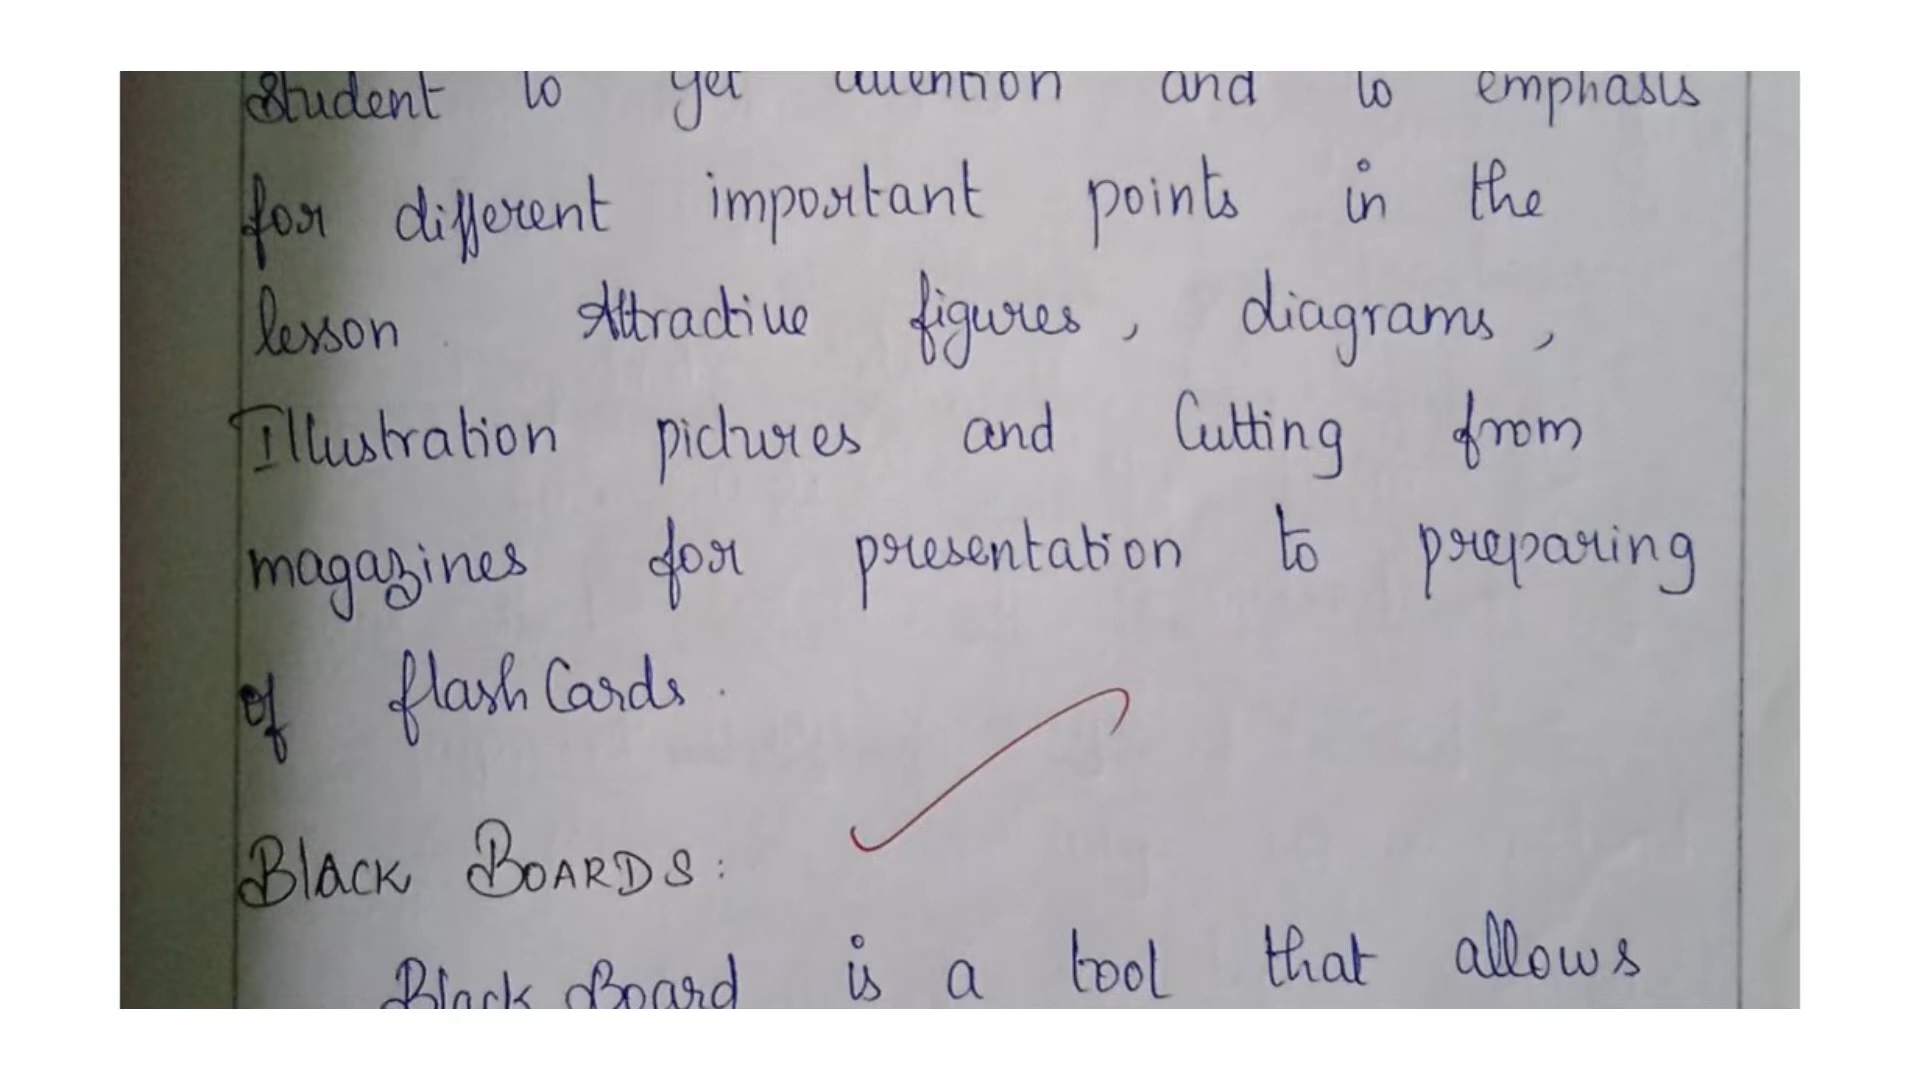 Student to get attention and to emphasis
for different important points in the
lesson. Attractive figures, diagrams,
Illustration pictures and Cutting from
magazines for presentation to preparing
of flash Cards.
BLACK BOARDS:
Black Board is a tool that allows